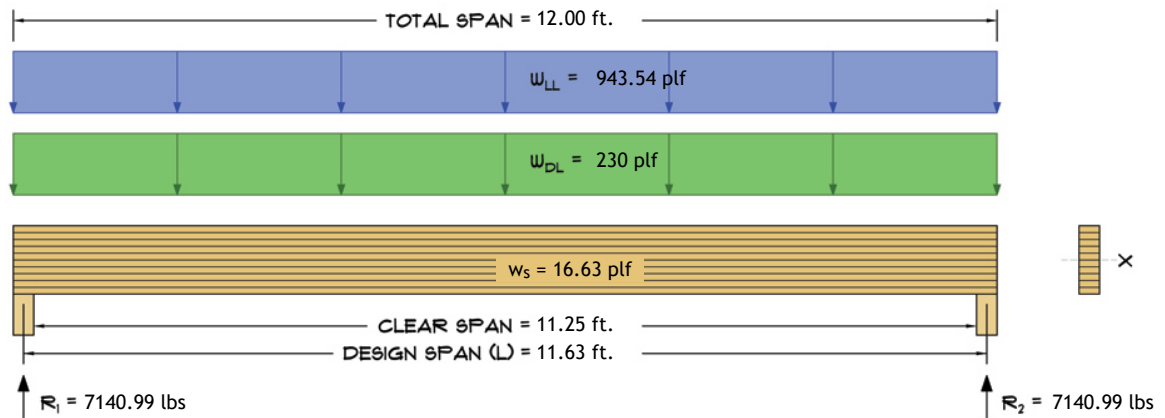 TOTAL SPAN = 12.00 ft.
WLL = 943.54 plf
WDL = 230 plf
ws = 16.63 plf
X
CLEAR SPAN = 11.25 ft.
DESIGN SPAN (L) = 11.63 ft.
R1 = 7140.99 lbs
R2 = 7140.99 lbs